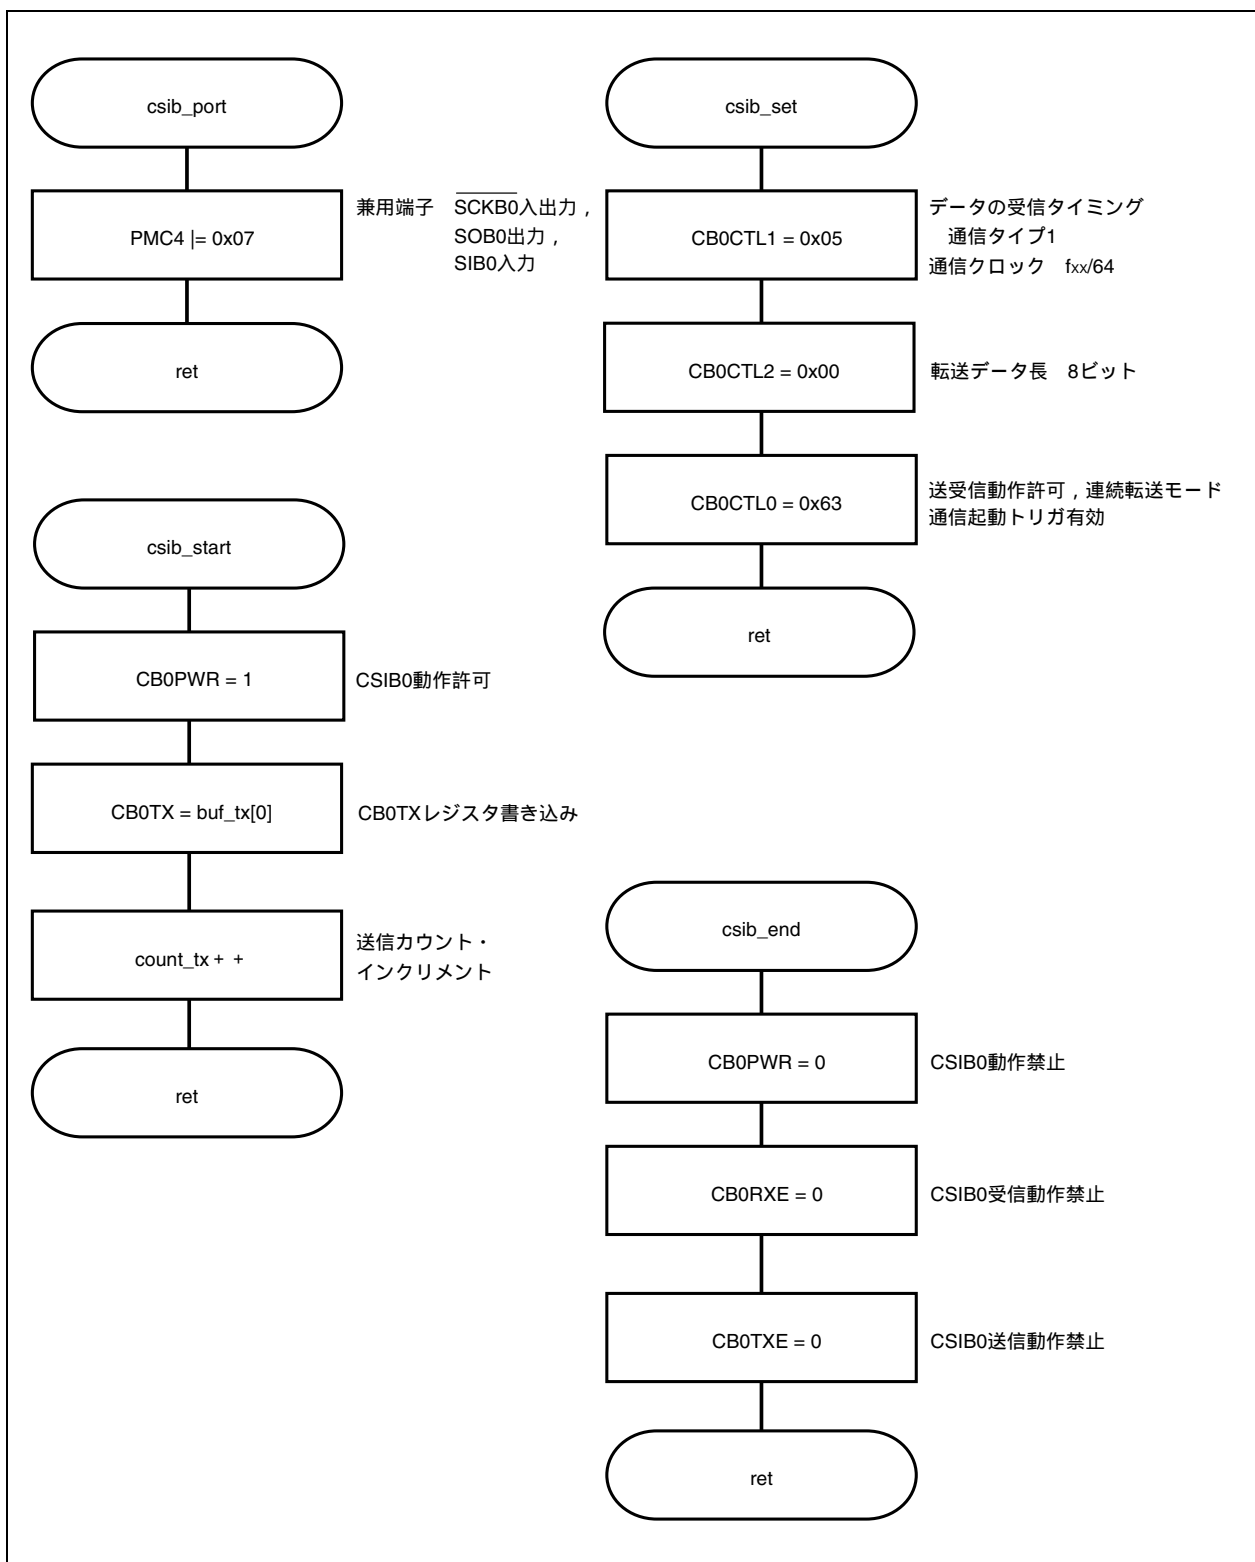 csib_port
PMC4 |= 0x07
兼用端子　SCKB0入出力，
SOB0出力，
SIB0入力
ret
csib_start
CB0PWR = 1
CSIB0動作許可
CB0TX = buf_tx[0]
CB0TXレジスタ書き込み
count_tx + +
送信カウント・
インクリメント
ret
csib_set
CB0CTL1 = 0x05
データの受信タイミング
通信タイプ1
通信クロック　fxx/64
CB0CTL2 = 0x00
転送データ長　8ビット
CB0CTL0 = 0x63
送受信動作許可，連続転送モード
通信起動トリガ有効
ret
csib_end
CB0PWR = 0
CSIB0動作禁止
CB0RXE = 0
CSIB0受信動作禁止
CB0TXE = 0
CSIB0送信動作禁止
ret